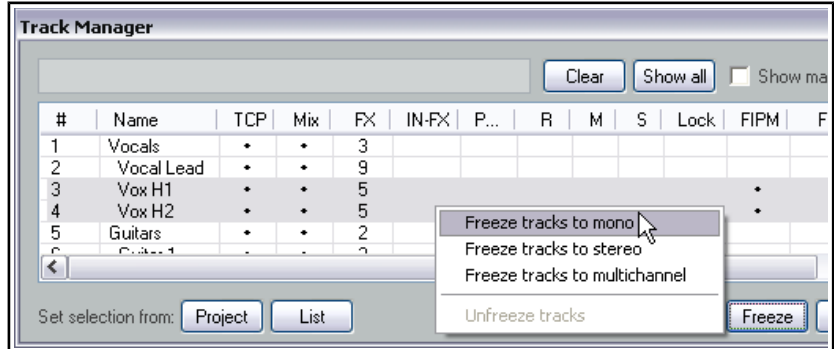 Track Manager
Clear Show all Show ma
# Name TCP Mix FX IN-FX P... R M S Lock FIPM F
1 Vocals • • 3
2 Vocal Lead • • 9
3 Vox H1 • • 5 •
4 Vox H2 • • 5 •
5 Guitars • • 2
Freeze tracks to mono
Freeze tracks to stereo
Freeze tracks to multichannel
Unfreeze tracks
Set selection from: Project List Freeze